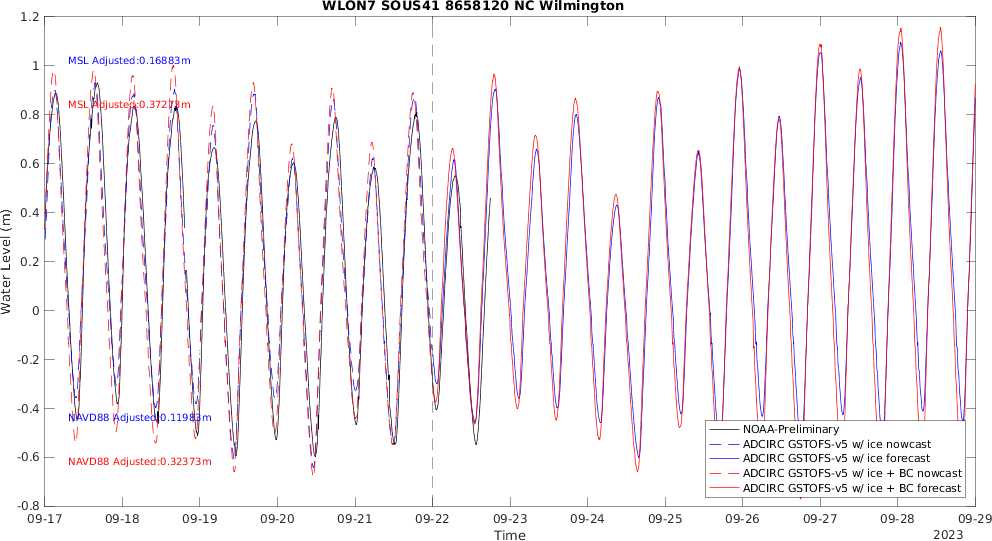 WLON7 SOUS41 8658120 NC Wilmington
1.2
1
0.8
0.6
0.4
0.2
0
-0.2
-0.4
-0.6
-0.8
Water Level (m)
MSL Adjusted:0.16883m
MSL Adjusted:0.37273m
NAVD88 Adjusted:0.11983m
NAVD88 Adjusted:0.32373m
NOAA-Preliminary
ADCIRC GSTOFS-v5 w/ ice nowcast
ADCIRC GSTOFS-v5 w/ ice forecast
ADCIRC GSTOFS-v5 w/ ice + BC nowcast
ADCIRC GSTOFS-v5 w/ ice + BC forecast
09-17 09-18 09-19 09-20 09-21 09-22 09-23 09-24 09-25 09-26 09-27 09-28 09-29
Time
2023